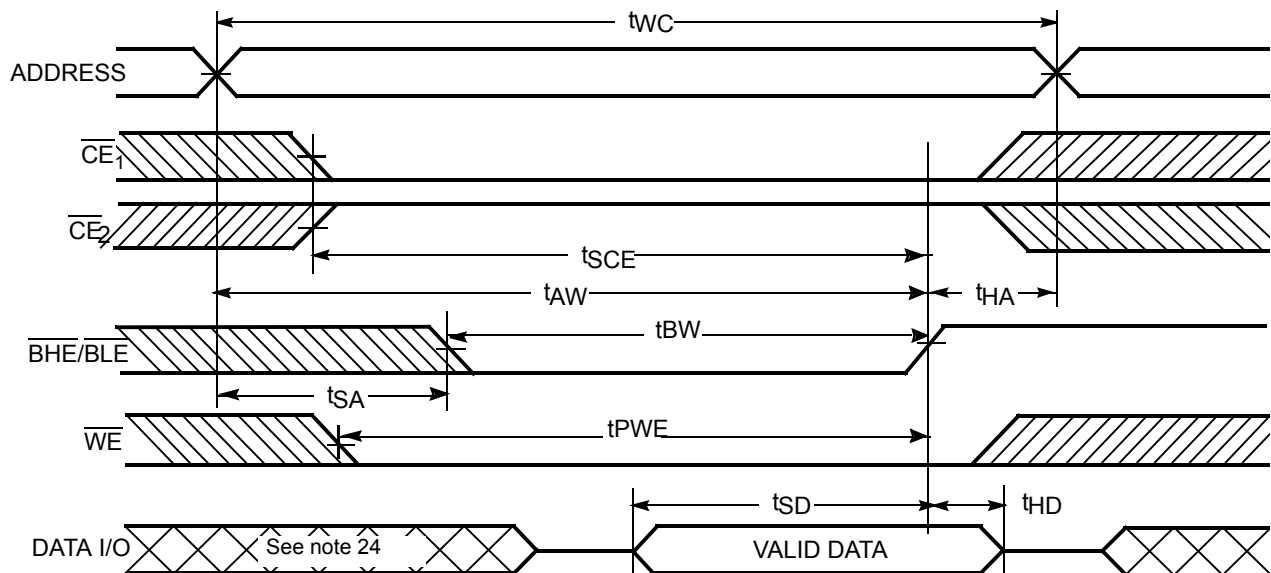 tWC
ADDRESS
CE1
CE2
tSCE
tAW
tHA
BHE/BLE
tBW
tSA
WE
tPWE
tSD
tHD
DATA I/O
See note 24
VALID DATA